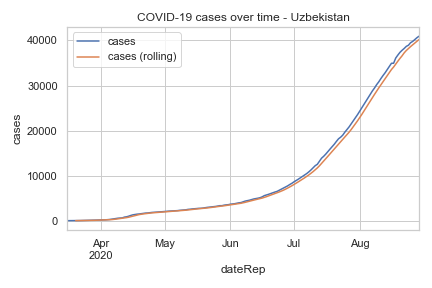 COVID-19 cases over time - Uzbekistan
cases
cases (rolling)
40000
30000
20000
10000
0
cases
Apr
2020
May
Jun
Jul
Aug
dateRep